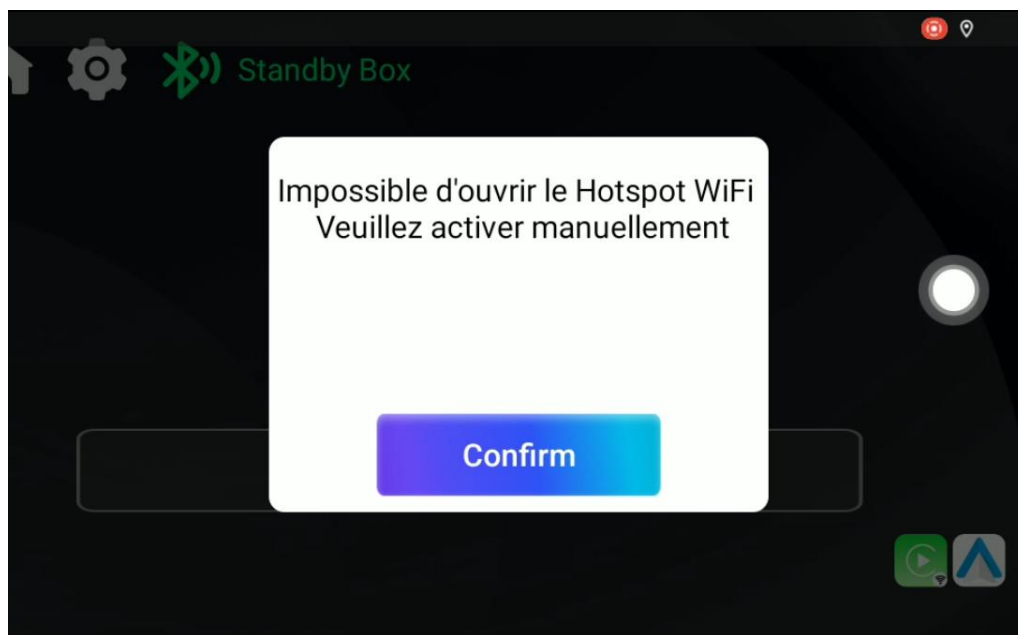 Standby Box
Impossible d'ouvrir le Hotspot WiFi
Veuillez activer manuellement
Confirm